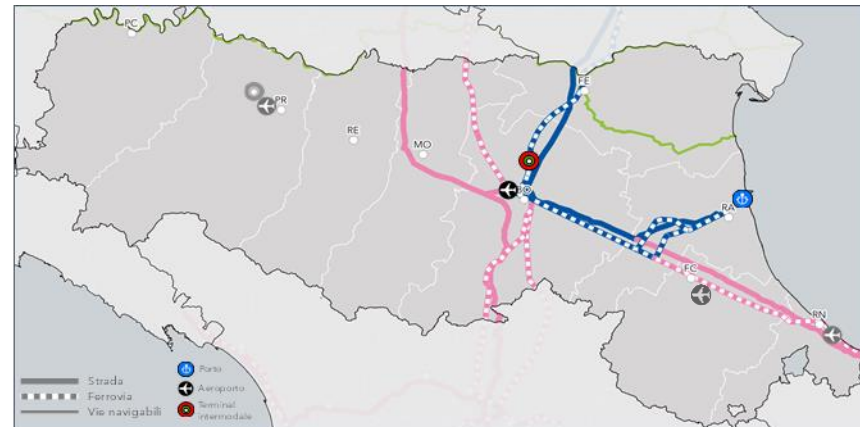 PC
FE
PR
RE
MO
BO
RA
FC
RN
Strada
Ferrovia
Vie navigabili
Porto
Aeroporto
Terminal
intermodale